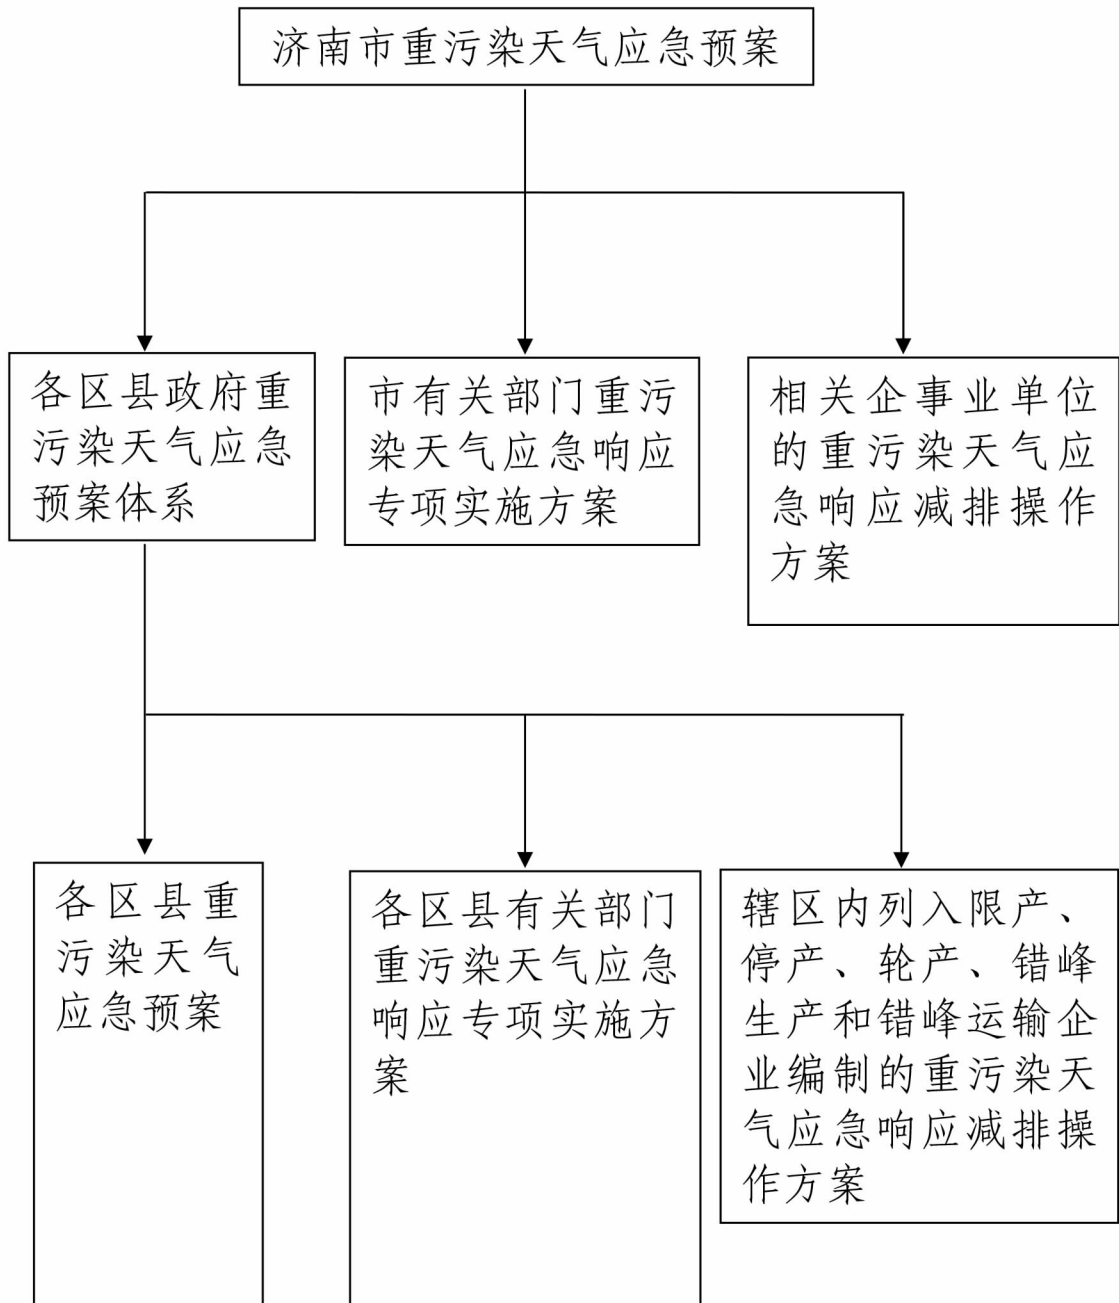 济南市重污染天气应急预案
各区县政府重
污染天气应急
预案体系
市有关部门重污
染天气应急响应
专项实施方案
相关企事业单位
的重污染天气应
急响应减排操作
方案
各区县重
污染天气
应急预案
各区县有关部门
重污染天气应急
响应专项实施方
案
辖区内列入限产、
停产、轮产、错峰
生产和错峰运输企
业编制的重污染天
气应急响应减排操
作方案